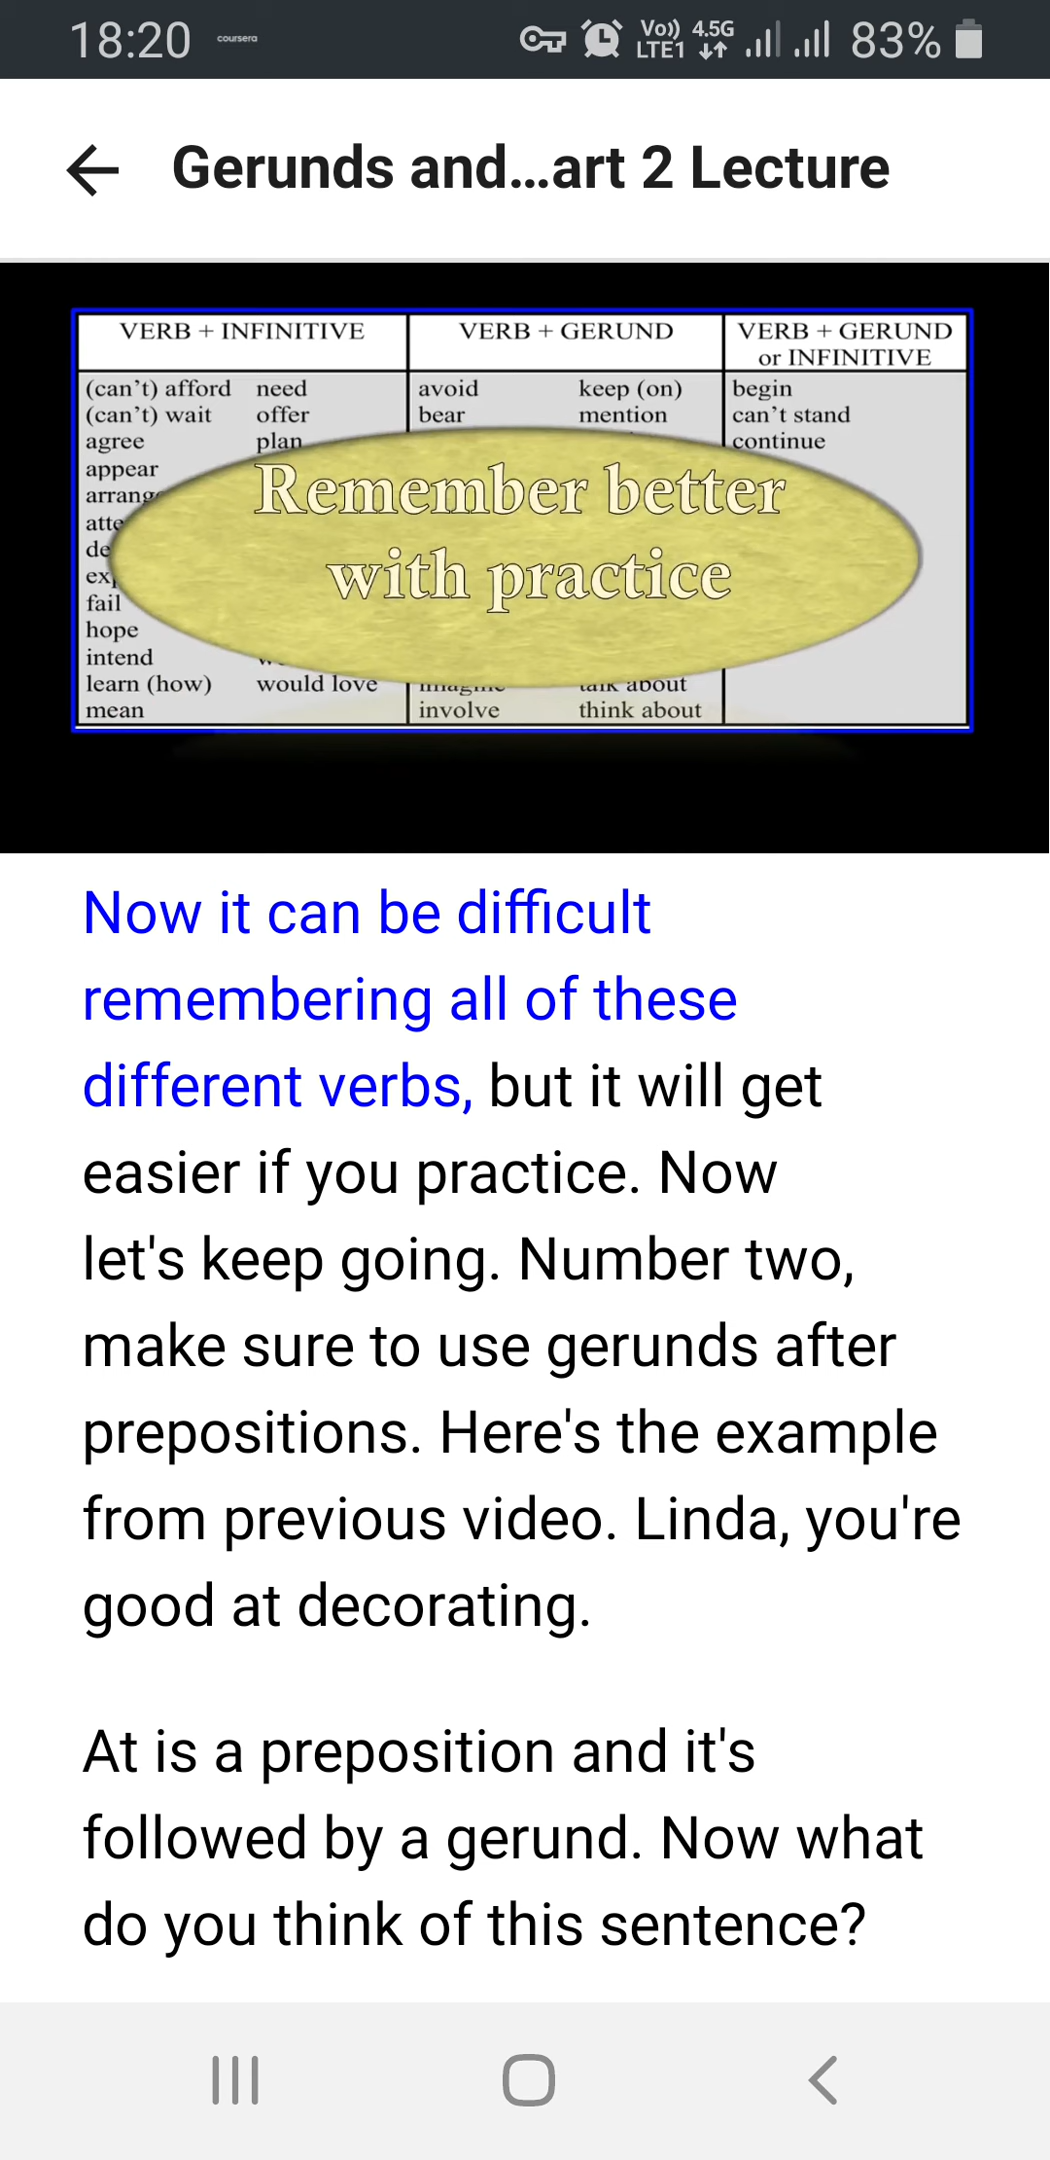 18:20 coursera Vo)) LTE1 4.5G 83%
Gerunds and...art 2 Lecture
VERB + INFINITIVE VERB + GERUND VERB + GERUND
or INFINITIVE
(can't) afford need avoid keep (on) begin
(can't) wait offer bear mention can't stand
agree plan continue
appear
Remember better
with practice
fail
hope
intend
learn (how) would love talk about
mean involve think about
Now it can be difficult
remembering all of these
different verbs, but it will get
easier if you practice. Now
let's keep going. Number two,
make sure to use gerunds after
prepositions. Here's the example
from previous video. Linda, you're
good at decorating.
At is a preposition and it's
followed by a gerund. Now what
do you think of this sentence?